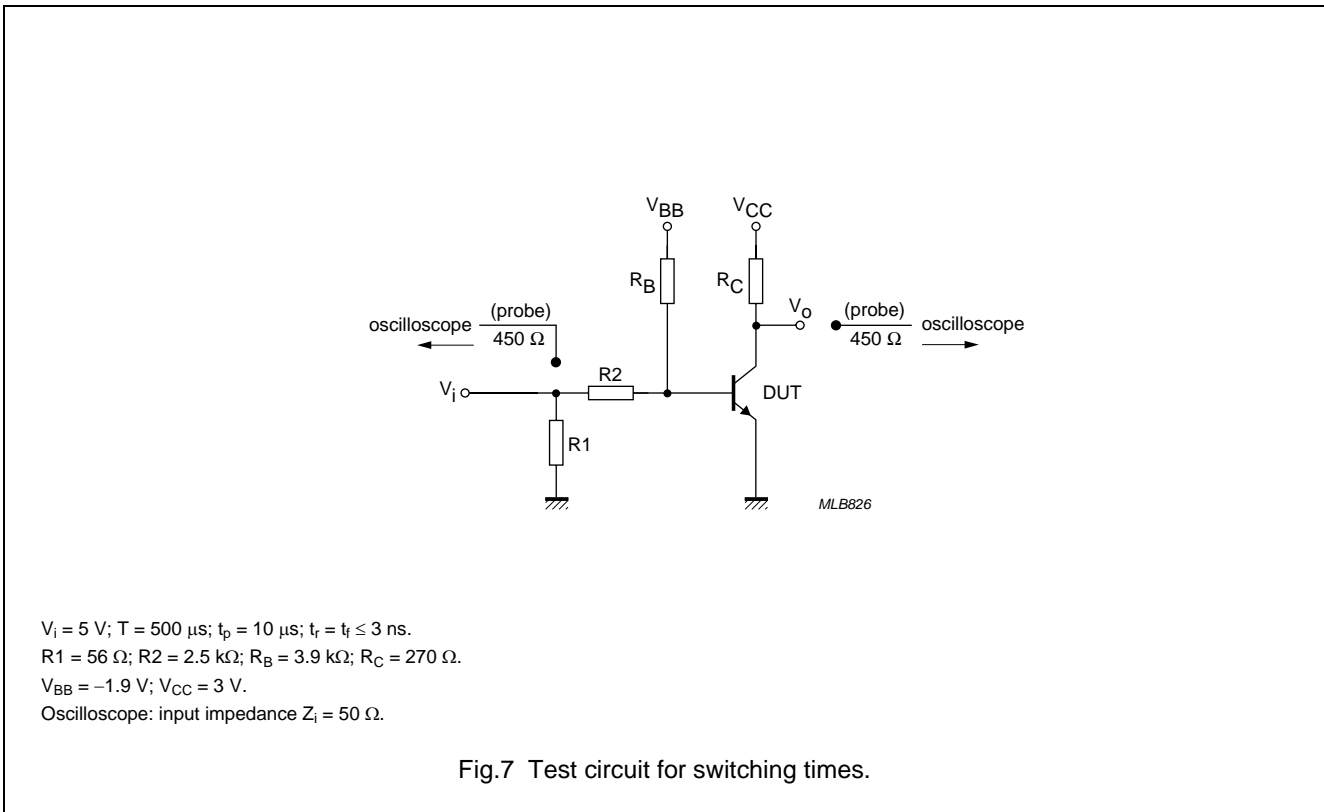 V_BB
V_CC
R_B
R_C
V_o
(probe)
oscilloscope
450 Ω
(probe)
oscilloscope
450 Ω
R2
V_i
DUT
R1
MLB826
V_i = 5 V; T = 500 μs; t_p = 10 μs; t_r = t_f ≤ 3 ns.
R1 = 56 Ω; R2 = 2.5 kΩ; R_B = 3.9 kΩ; R_C = 270 Ω.
V_BB = −1.9 V; V_CC = 3 V.
Oscilloscope: input impedance Z_i = 50 Ω.
Fig.7 Test circuit for switching times.